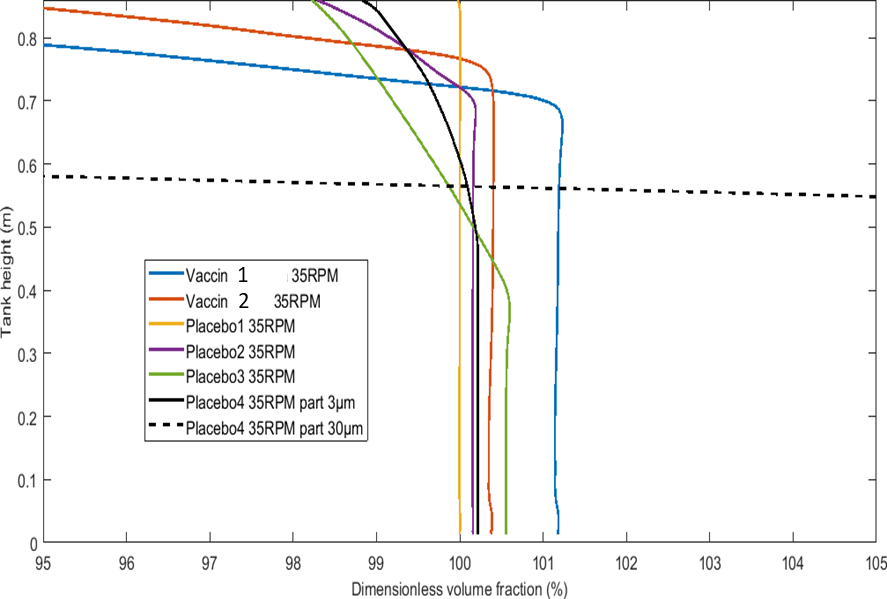 0.8
0.7
0.6
0.5
0.4
0.3
0.2
0.1
0
Tank height (m)
Vaccin 1 35RPM
Vaccin 2 35RPM
Placebo1 35RPM
Placebo2 35RPM
Placebo3 35RPM
Placebo4 35RPM part 3µm
Placebo4 35RPM part 30µm
95 96 97 98 99 100 101 102 103 104 105
Dimensionless volume fraction (%)